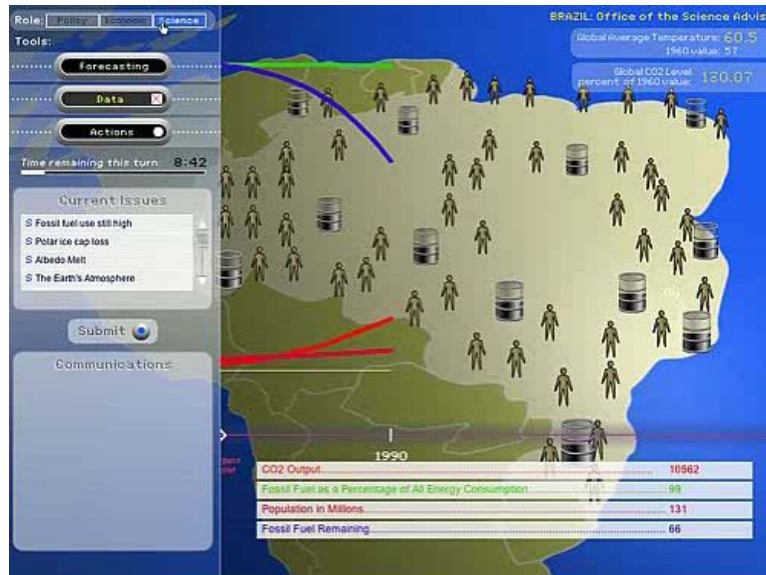 Role: Policy Economic Science
Tools:
Forecasting
Data
Actions
Time remaining this turn: 8:42
Current Issues
S Fossil fuel use still high
S Polar ice cap loss
S Albedo Melt
S The Earth's Atmosphere
Submit
Communications
BRAZIL: Office of the Science Advis
Global Average Temperature: 60.5
1960 value: 57
Global CO2 Level
percent of 1960 value: 130.07
1990
CO2 Output 10562
Fossil Fuel as a Percentage of All Energy Consumption 99
Population in Millions 131
Fossil Fuel Remaining 66